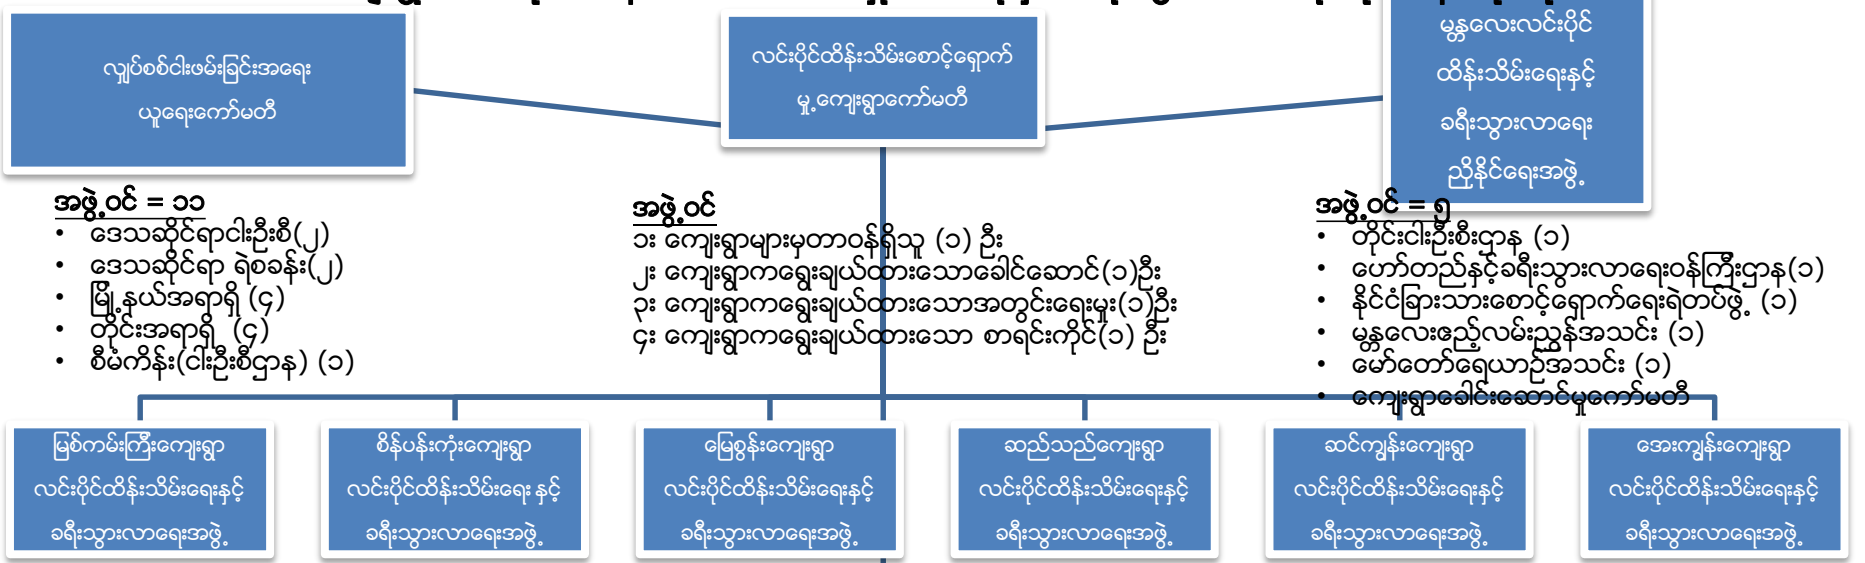 လျှပ်စစ်ငါးဖမ်းခြင်းအရေး
ယူရေးကော်မတီ
လင်းပိုင်ထိန်းသိမ်းစောင့်ရှောက်
မှု့ကျေးရွာကော်မတီ
မန္တလေးလင်းပိုင်
ထိန်းသိမ်းရေးနှင့်
ခရီးသွားလာရေး
ညှိနိုင်ရေးအဖွဲ့
အဖွဲ့ဝင် = ၁၁
• ဒေသဆိုင်ရာငါးဦးစီ(၂)
• ဒေသဆိုင်ရာ ရဲစခန်း(၂)
• မြို့နယ်အရာရှိ (၄)
• တိုင်းအရာရှိ (၄)
• စီမံကိန်း(ငါးဦးစီဌာန) (၁)
အဖွဲ့ဝင်
၁း ကျေးရွာများမှတာဝန်ရှိသူ (၁) ဦး
၂း ကျေးရွာကရွေးချယ်ထားသောခေါင်ဆောင်(၁)ဦး
၃း ကျေးရွာကရွေးချယ်ထားသောအတွင်းရေးမှုး(၁)ဦး
၄း ကျေးရွာကရွေးချယ်ထားသော စာရင်းကိုင်(၁) ဦး
အဖွဲ့ဝင် = ၅
• တိုင်းငါးဦးစီးဌာန (၁)
• ဟော်တည်နှင့်ခရီးသွားလာရေးဝန်ကြီးဌာန(၁)
• နိုင်ငံခြားသားစောင့်ရှောက်ရေးရဲတပ်ဖွဲ့ (၁)
• မန္တလေးဧည့်လမ်းညွှန်အသင်း (၁)
• မော်တော်ရေယာဉ်အသင်း (၁)
• ကျေးရွာခေါင်းဆောင်မှုကော်မတီ
မြစ်ကမ်းကြီးကျေးရွာ
လင်းပိုင်ထိန်းသိမ်းရေးနှင့်
ခရီးသွားလာရေးအဖွဲ့
စိန်ပန်းကုံးကျေးရွာ
လင်းပိုင်ထိန်းသိမ်းရေး နှင့်
ခရီးသွားလာရေးအဖွဲ့
မြေစွန်းကျေးရွာ
လင်းပိုင်ထိန်းသိမ်းရေးနှင့်
ခရီးသွားလာရေးအဖွဲ့
ဆည်သည်ကျေးရွာ
လင်းပိုင်ထိန်းသိမ်းရေးနှင့်
ခရီးသွားလာရေးအဖွဲ့
ဆင်ကျွန်းကျေးရွာ
လင်းပိုင်ထိန်းသိမ်းရေးနှင့်
ခရီးသွားလာရေးအဖွဲ့
အေးကျွန်းကျေးရွာ
လင်းပိုင်ထိန်းသိမ်းရေးနှင့်
ခရီးသွားလာရေးအဖွဲ့